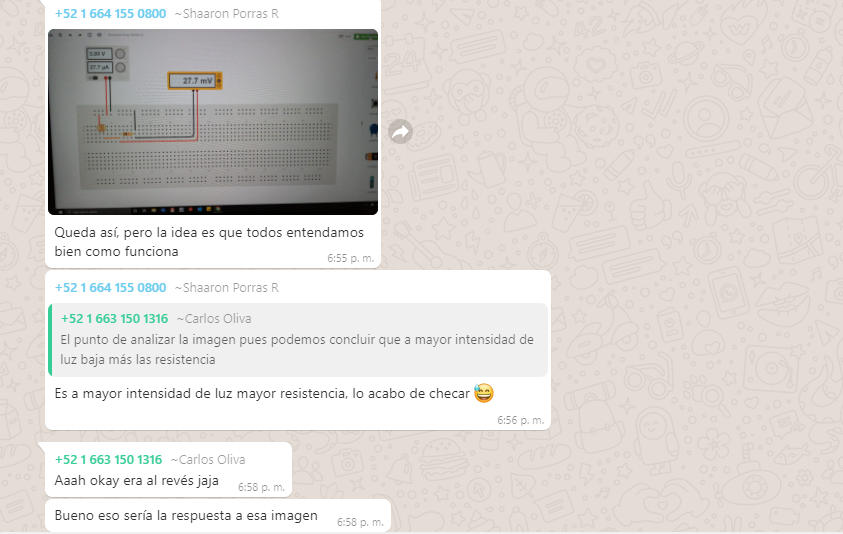 +52 1 664 155 0800 ~Shaaron Porras R
5.00 V
27.7 µA
27.7 mV
Queda así, pero la idea es que todos entendamos
bien como funciona
6:55 p. m.
+52 1 664 155 0800 ~Shaaron Porras R
+52 1 663 150 1316 ~Carlos Oliva
El punto de analizar la imagen pues podemos concluir que a mayor intensidad de
luz baja más las resistencia
Es a mayor intensidad de luz mayor resistencia, lo acabo de checar 😅
6:56 p. m.
+52 1 663 150 1316 ~Carlos Oliva
Aaah okay era al revés jaja
6:58 p. m.
Bueno eso sería la respuesta a esa imagen
6:58 p. m.